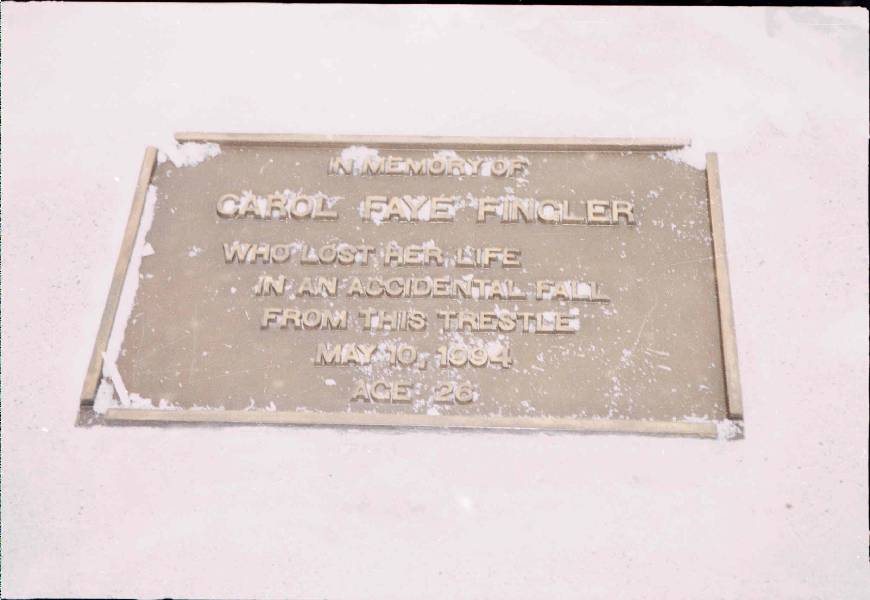 IN MEMORY OF
CAROL FAYE FINGLER
WHO LOST HER LIFE
IN AN ACCIDENTAL FALL
FROM THIS TRESTLE
MAY 10, 1994
AGE 26